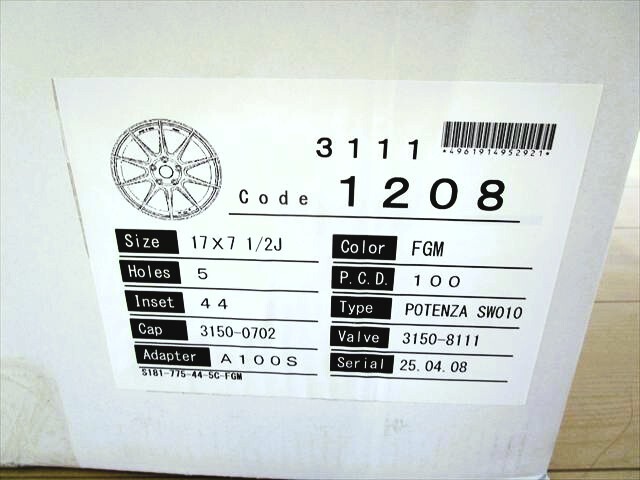 3111
*4961914952921*
Code 1208
Size 17X7 1/2J
Color FGM
Holes 5
P.C.D. 100
Inset 44
Type POTENZA SW010
Cap 3150-0702
Valve 3150-8111
Adapter A100S
Serial 25.04.08
S181-775-44-5C-FGM